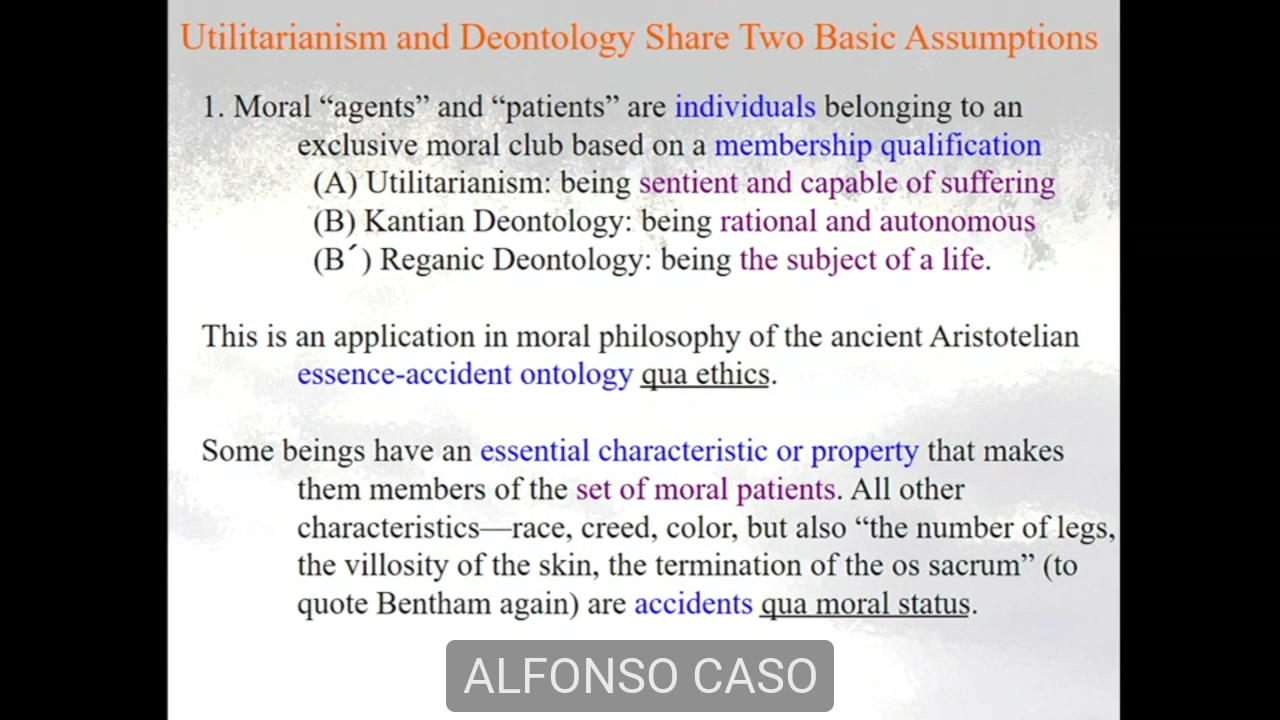 Utilitarianism and Deontology Share Two Basic Assumptions
1. Moral “agents” and “patients” are individuals belonging to an
exclusive moral club based on a membership qualification
(A) Utilitarianism: being sentient and capable of suffering
(B) Kantian Deontology: being rational and autonomous
(B´) Reganic Deontology: being the subject of a life.
This is an application in moral philosophy of the ancient Aristotelian
essence-accident ontology qua ethics.
Some beings have an essential characteristic or property that makes
them members of the set of moral patients. All other
characteristics—race, creed, color, but also “the number of legs,
the villosity of the skin, the termination of the os sacrum” (to
quote Bentham again) are accidents qua moral status.
ALFONSO CASO